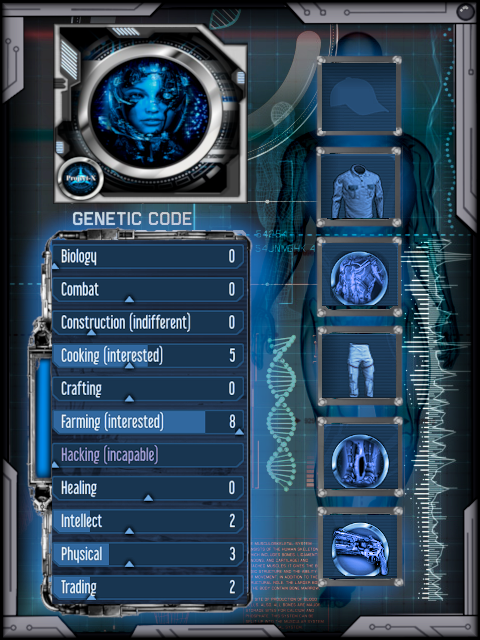 GENETIC CODE
Biology 0
Combat 0
Construction (indifferent) 0
Cooking (interested) 5
Crafting 0
Farming (interested) 8
Hacking (incapable)
Healing 0
Intellect 2
Physical 3
Trading 2